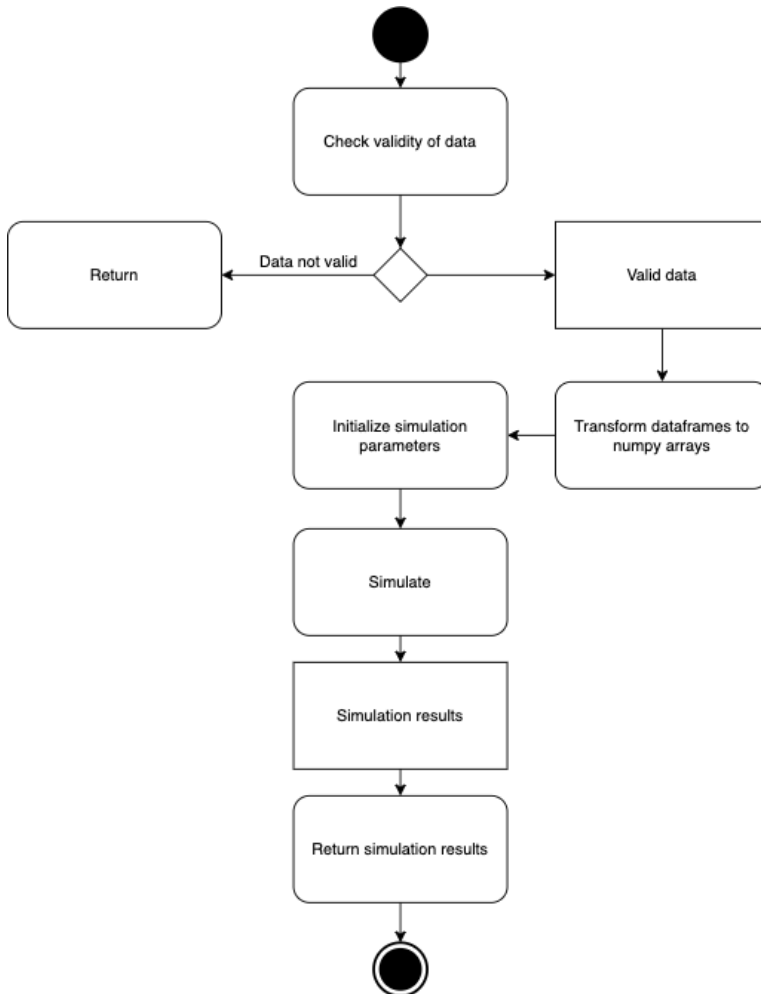 Check validity of data
Return
Data not valid
Valid data
Initialize simulation
parameters
Transform dataframes to
numpy arrays
Simulate
Simulation results
Return simulation results